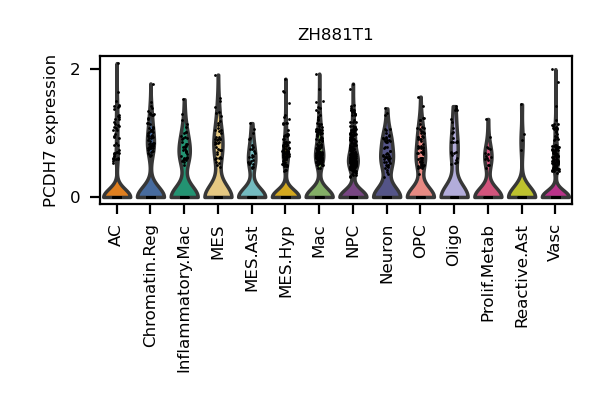 ZH881T1
PCDH7 expression
2
0
AC
Chromatin.Reg
Inflammatory.Mac
MES
MES.Ast
MES.Hyp
Mac
NPC
Neuron
OPC
Oligo
Prolif.Metab
Reactive.Ast
Vasc